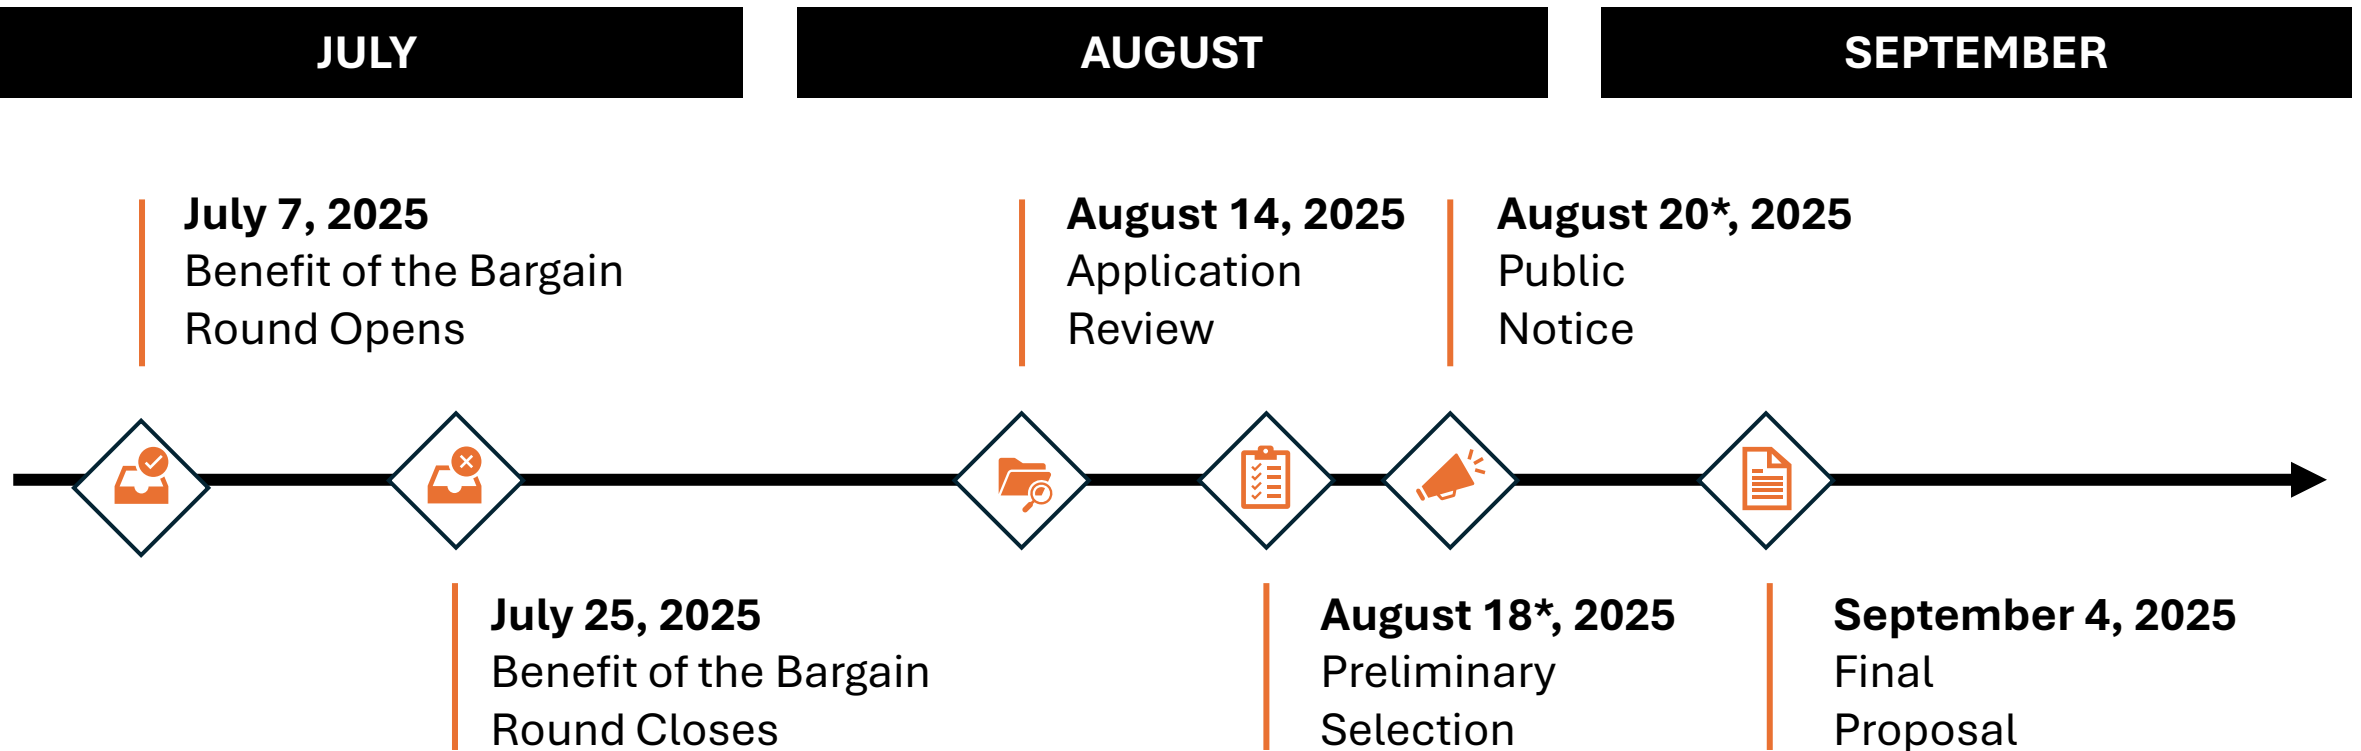 JULY
AUGUST
SEPTEMBER
July 7, 2025
Benefit of the Bargain
Round Opens
August 14, 2025
Application
Review
August 20*, 2025
Public
Notice
July 25, 2025
Benefit of the Bargain
Round Closes
August 18*, 2025
Preliminary
Selection
September 4, 2025
Final
Proposal